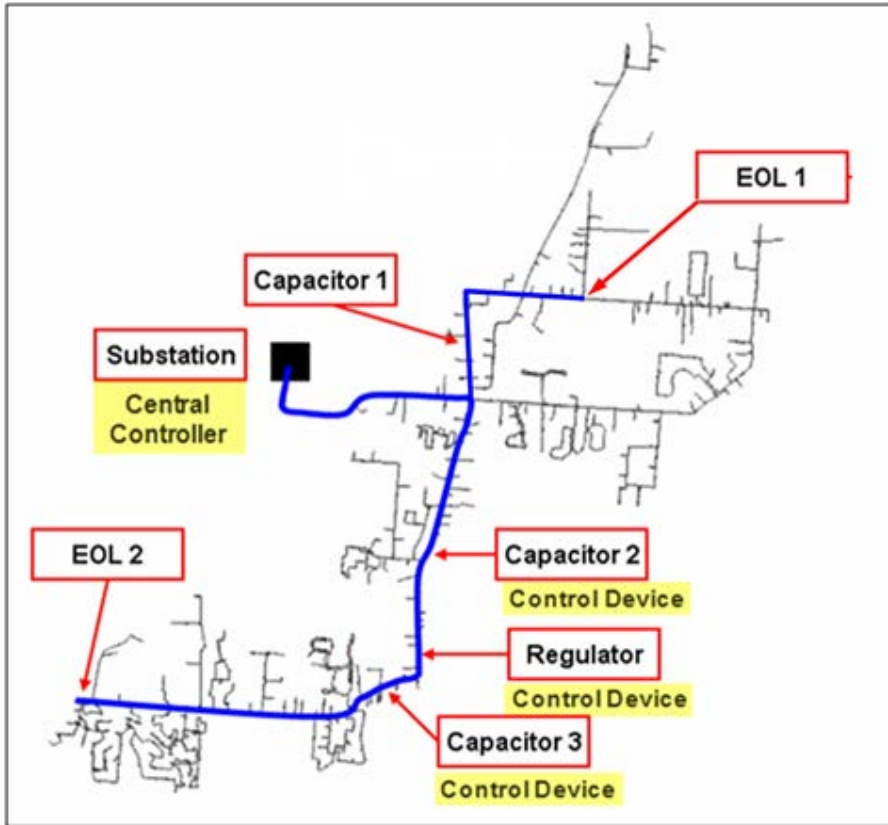 EOL 1
Capacitor 1
Substation
Central
Controller
EOL 2
Capacitor 2
Control Device
Regulator
Control Device
Capacitor 3
Control Device